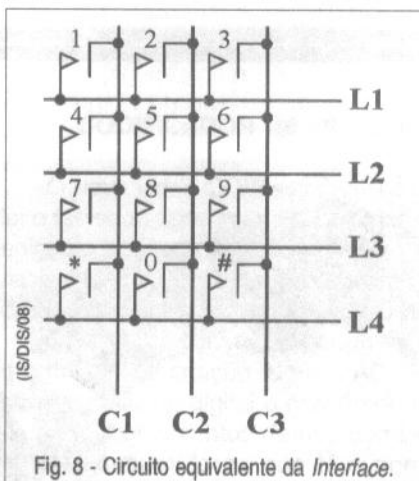 1 2 3
L1
4 5 6
L2
7 8 9
L3
* 0 #
L4
(IS/DIS/08)
C1 C2 C3
Fig. 8 - Circuito equivalente da Interface.